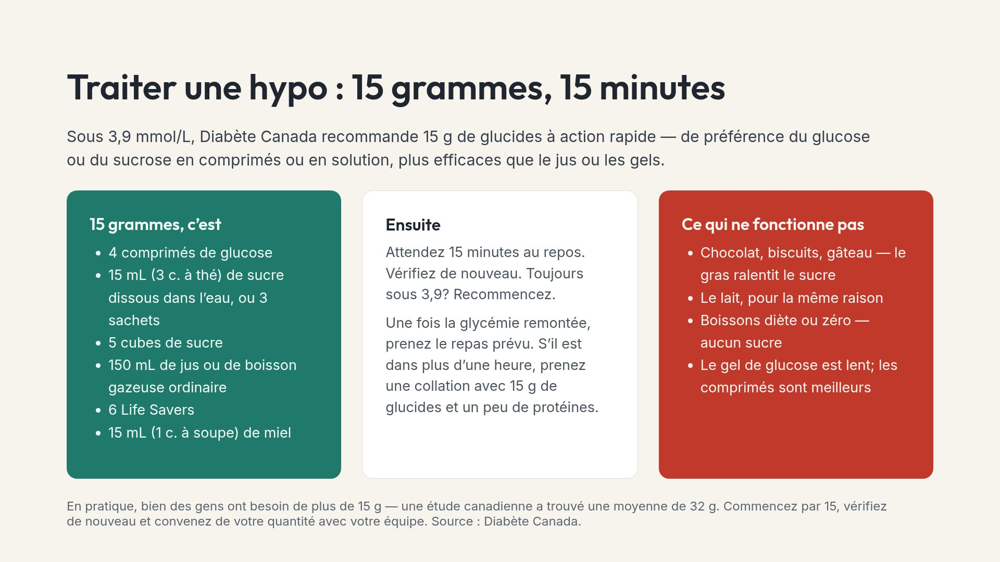 Traiter une hypo : 15 grammes, 15 minutes
Sous 3,9 mmol/L, Diabète Canada recommande 15 g de glucides à action rapide — de préférence du glucose
ou du sucrose en comprimés ou en solution, plus efficaces que le jus ou les gels.
15 grammes, c’est
• 4 comprimés de glucose
• 15 mL (3 c. à thé) de sucre
dissous dans l’eau, ou 3
sachets
• 5 cubes de sucre
• 150 mL de jus ou de boisson
gazeuse ordinaire
• 6 Life Savers
• 15 mL (1 c. à soupe) de miel
Ensuite
Attendez 15 minutes au repos.
Vérifiez de nouveau. Toujours
sous 3,9? Recommencez.
Une fois la glycémie remontée,
prenez le repas prévu. S’il est
dans plus d’une heure, prenez
une collation avec 15 g de
glucides et un peu de protéines.
Ce qui ne fonctionne pas
• Chocolat, biscuits, gâteau — le
gras ralentit le sucre
• Le lait, pour la même raison
• Boissons diète ou zéro —
aucun sucre
• Le gel de glucose est lent; les
comprimés sont meilleurs
En pratique, bien des gens ont besoin de plus de 15 g — une étude canadienne a trouvé une moyenne de 32 g. Commencez par 15, vérifiez
de nouveau et convenez de votre quantité avec votre équipe. Source : Diabète Canada.